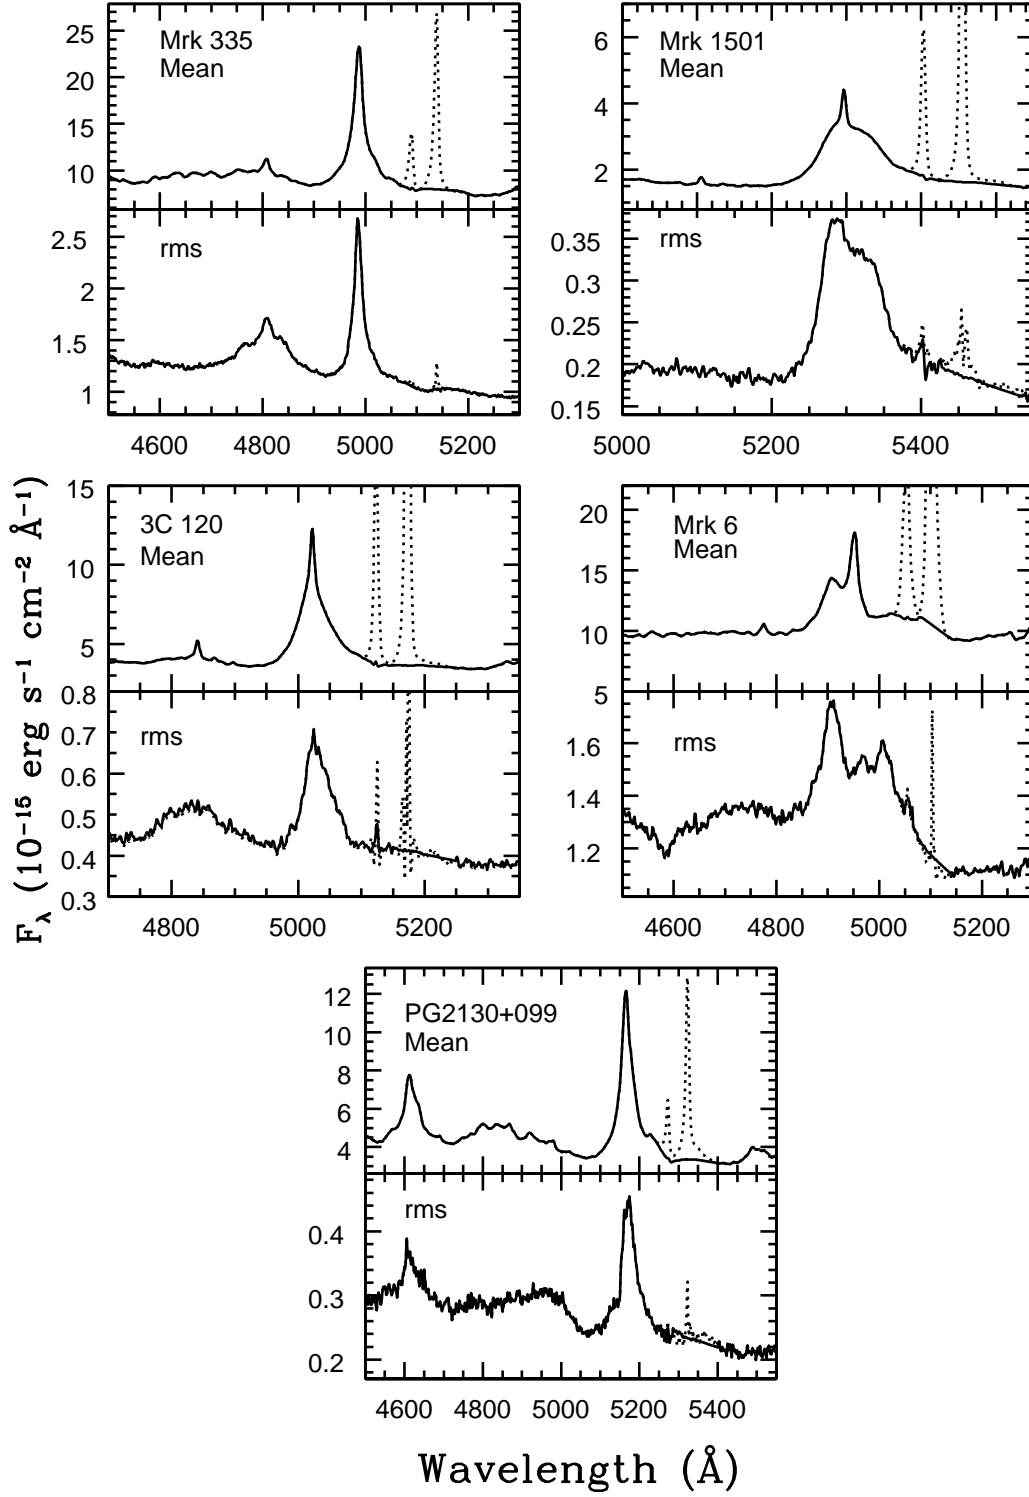 Mrk 335
Mean
25
20
15
10
rms
2.5
2
1.5
1
4600 4800 5000 5200
Mrk 1501
Mean
6
4
2
rms
0.35
0.3
0.25
0.2
0.15
5000 5200 5400
3C 120
Mean
15
10
5
rms
0.8
0.7
0.6
0.5
0.4
0.3
4800 5000 5200
Mrk 6
Mean
20
15
10
5
rms
1.6
1.4
1.2
4600 4800 5000 5200
PG2130+099
Mean
12
10
8
6
4
rms
0.4
0.3
0.2
4600 4800 5000 5200 5400
Fλ (10⁻¹⁵ erg s⁻¹ cm⁻² Å⁻¹)
Wavelength (Å)